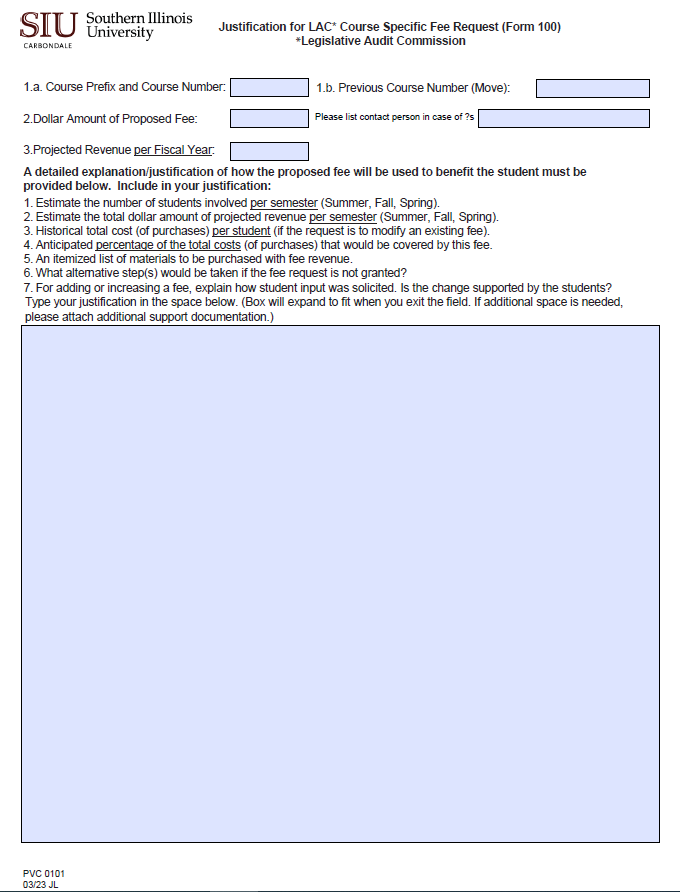 SIU Southern Illinois
University
CARBONDALE
Justification for LAC* Course Specific Fee Request (Form 100)
*Legislative Audit Commission
1.a. Course Prefix and Course Number:
1.b. Previous Course Number (Move):
2.Dollar Amount of Proposed Fee:
Please list contact person in case of ?s
3.Projected Revenue per Fiscal Year:
A detailed explanation/justification of how the proposed fee will be used to benefit the student must be
provided below. Include in your justification:
1. Estimate the number of students involved per semester (Summer, Fall, Spring).
2. Estimate the total dollar amount of projected revenue per semester (Summer, Fall, Spring).
3. Historical total cost (of purchases) per student (if the request is to modify an existing fee).
4. Anticipated percentage of the total costs (of purchases) that would be covered by this fee.
5. An itemized list of materials to be purchased with fee revenue.
6. What alternative step(s) would be taken if the fee request is not granted?
7. For adding or increasing a fee, explain how student input was solicited. Is the change supported by the students?
Type your justification in the space below. (Box will expand to fit when you exit the field. If additional space is needed,
please attach additional support documentation.)
PVC 0101
03/23 JL